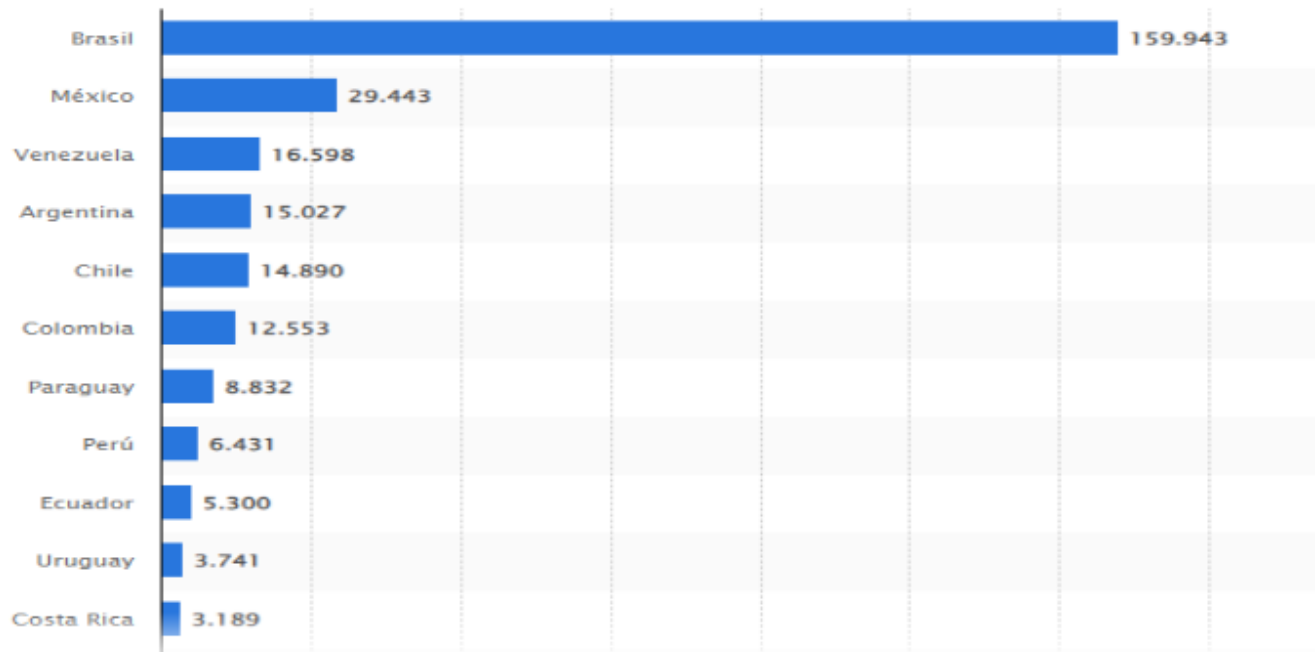 Brasil 159.943
México 29.443
Venezuela 16.598
Argentina 15.027
Chile 14.890
Colombia 12.553
Paraguay 8.832
Perú 6.431
Ecuador 5.300
Uruguay 3.741
Costa Rica 3.189